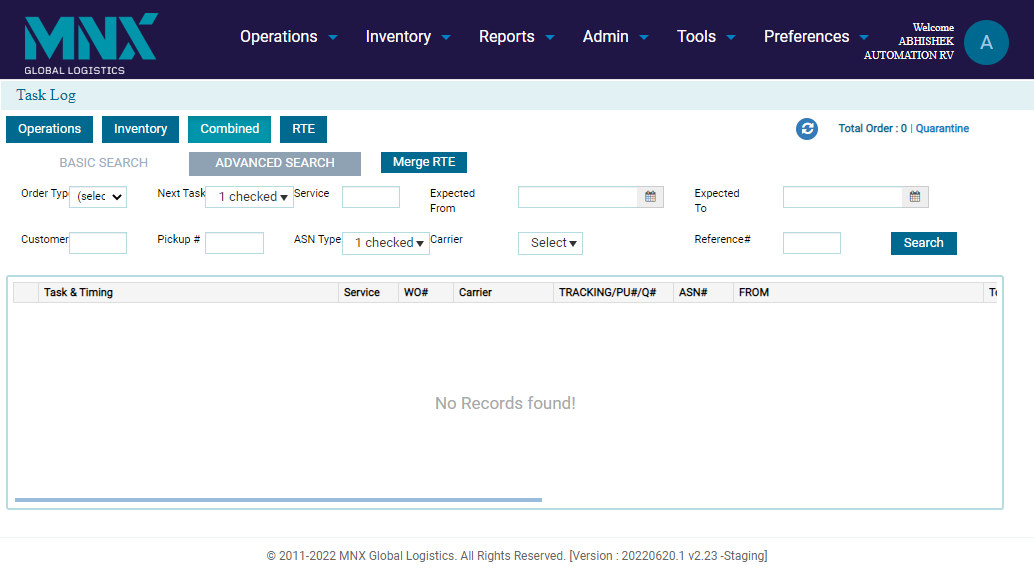 MNX
GLOBAL LOGISTICS
Operations Inventory Reports Admin Tools Preferences
Welcome
ABHISHEK
AUTOMATION RV
A
Task Log
Operations Inventory Combined RTE
Total Order : 0 | Quarantine
BASIC SEARCH ADVANCED SEARCH Merge RTE
Order Typ (selec Next Task 1 checked Service Expected From Expected To
Customer Pickup # ASN Type 1 checked Carrier Select Reference# Search
Task & Timing Service WO# Carrier TRACKING/PU#/Q# ASN# FROM
No Records found!
© 2011-2022 MNX Global Logistics. All Rights Reserved. [Version : 20220620.1 v2.23 -Staging]